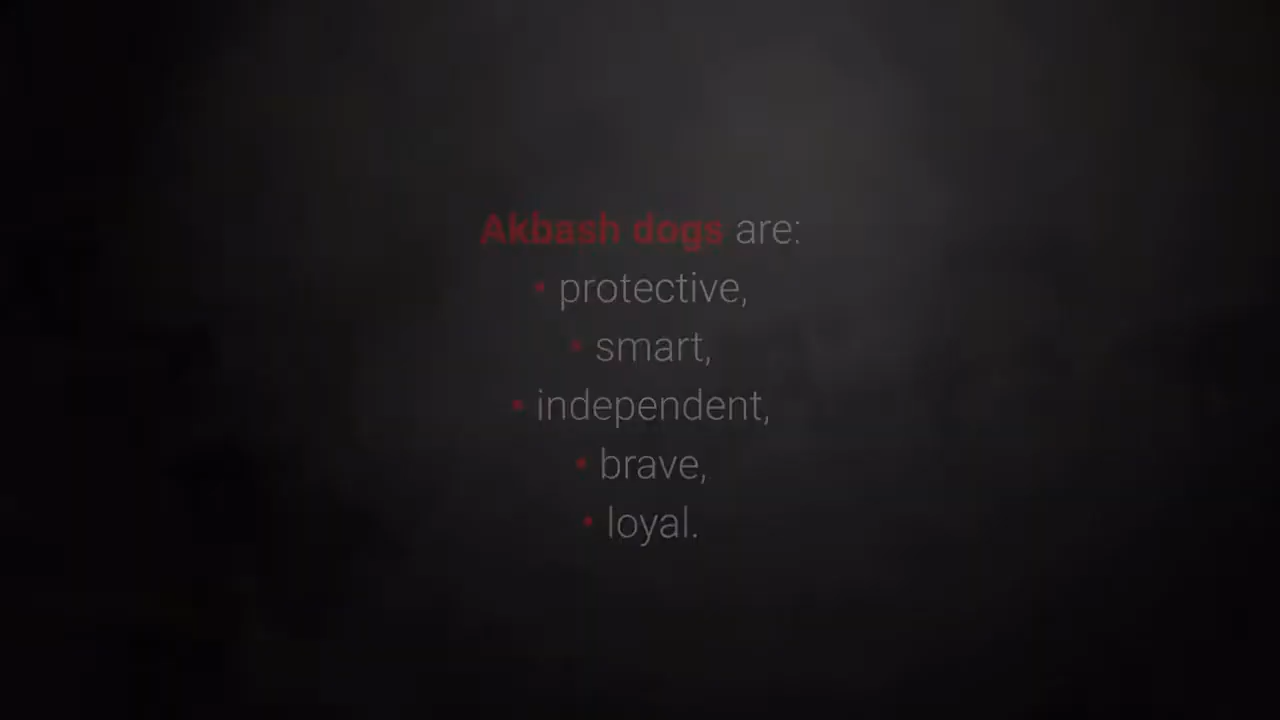 Akbash dogs are:
• protective,
• smart,
• independent,
• brave,
• loyal.